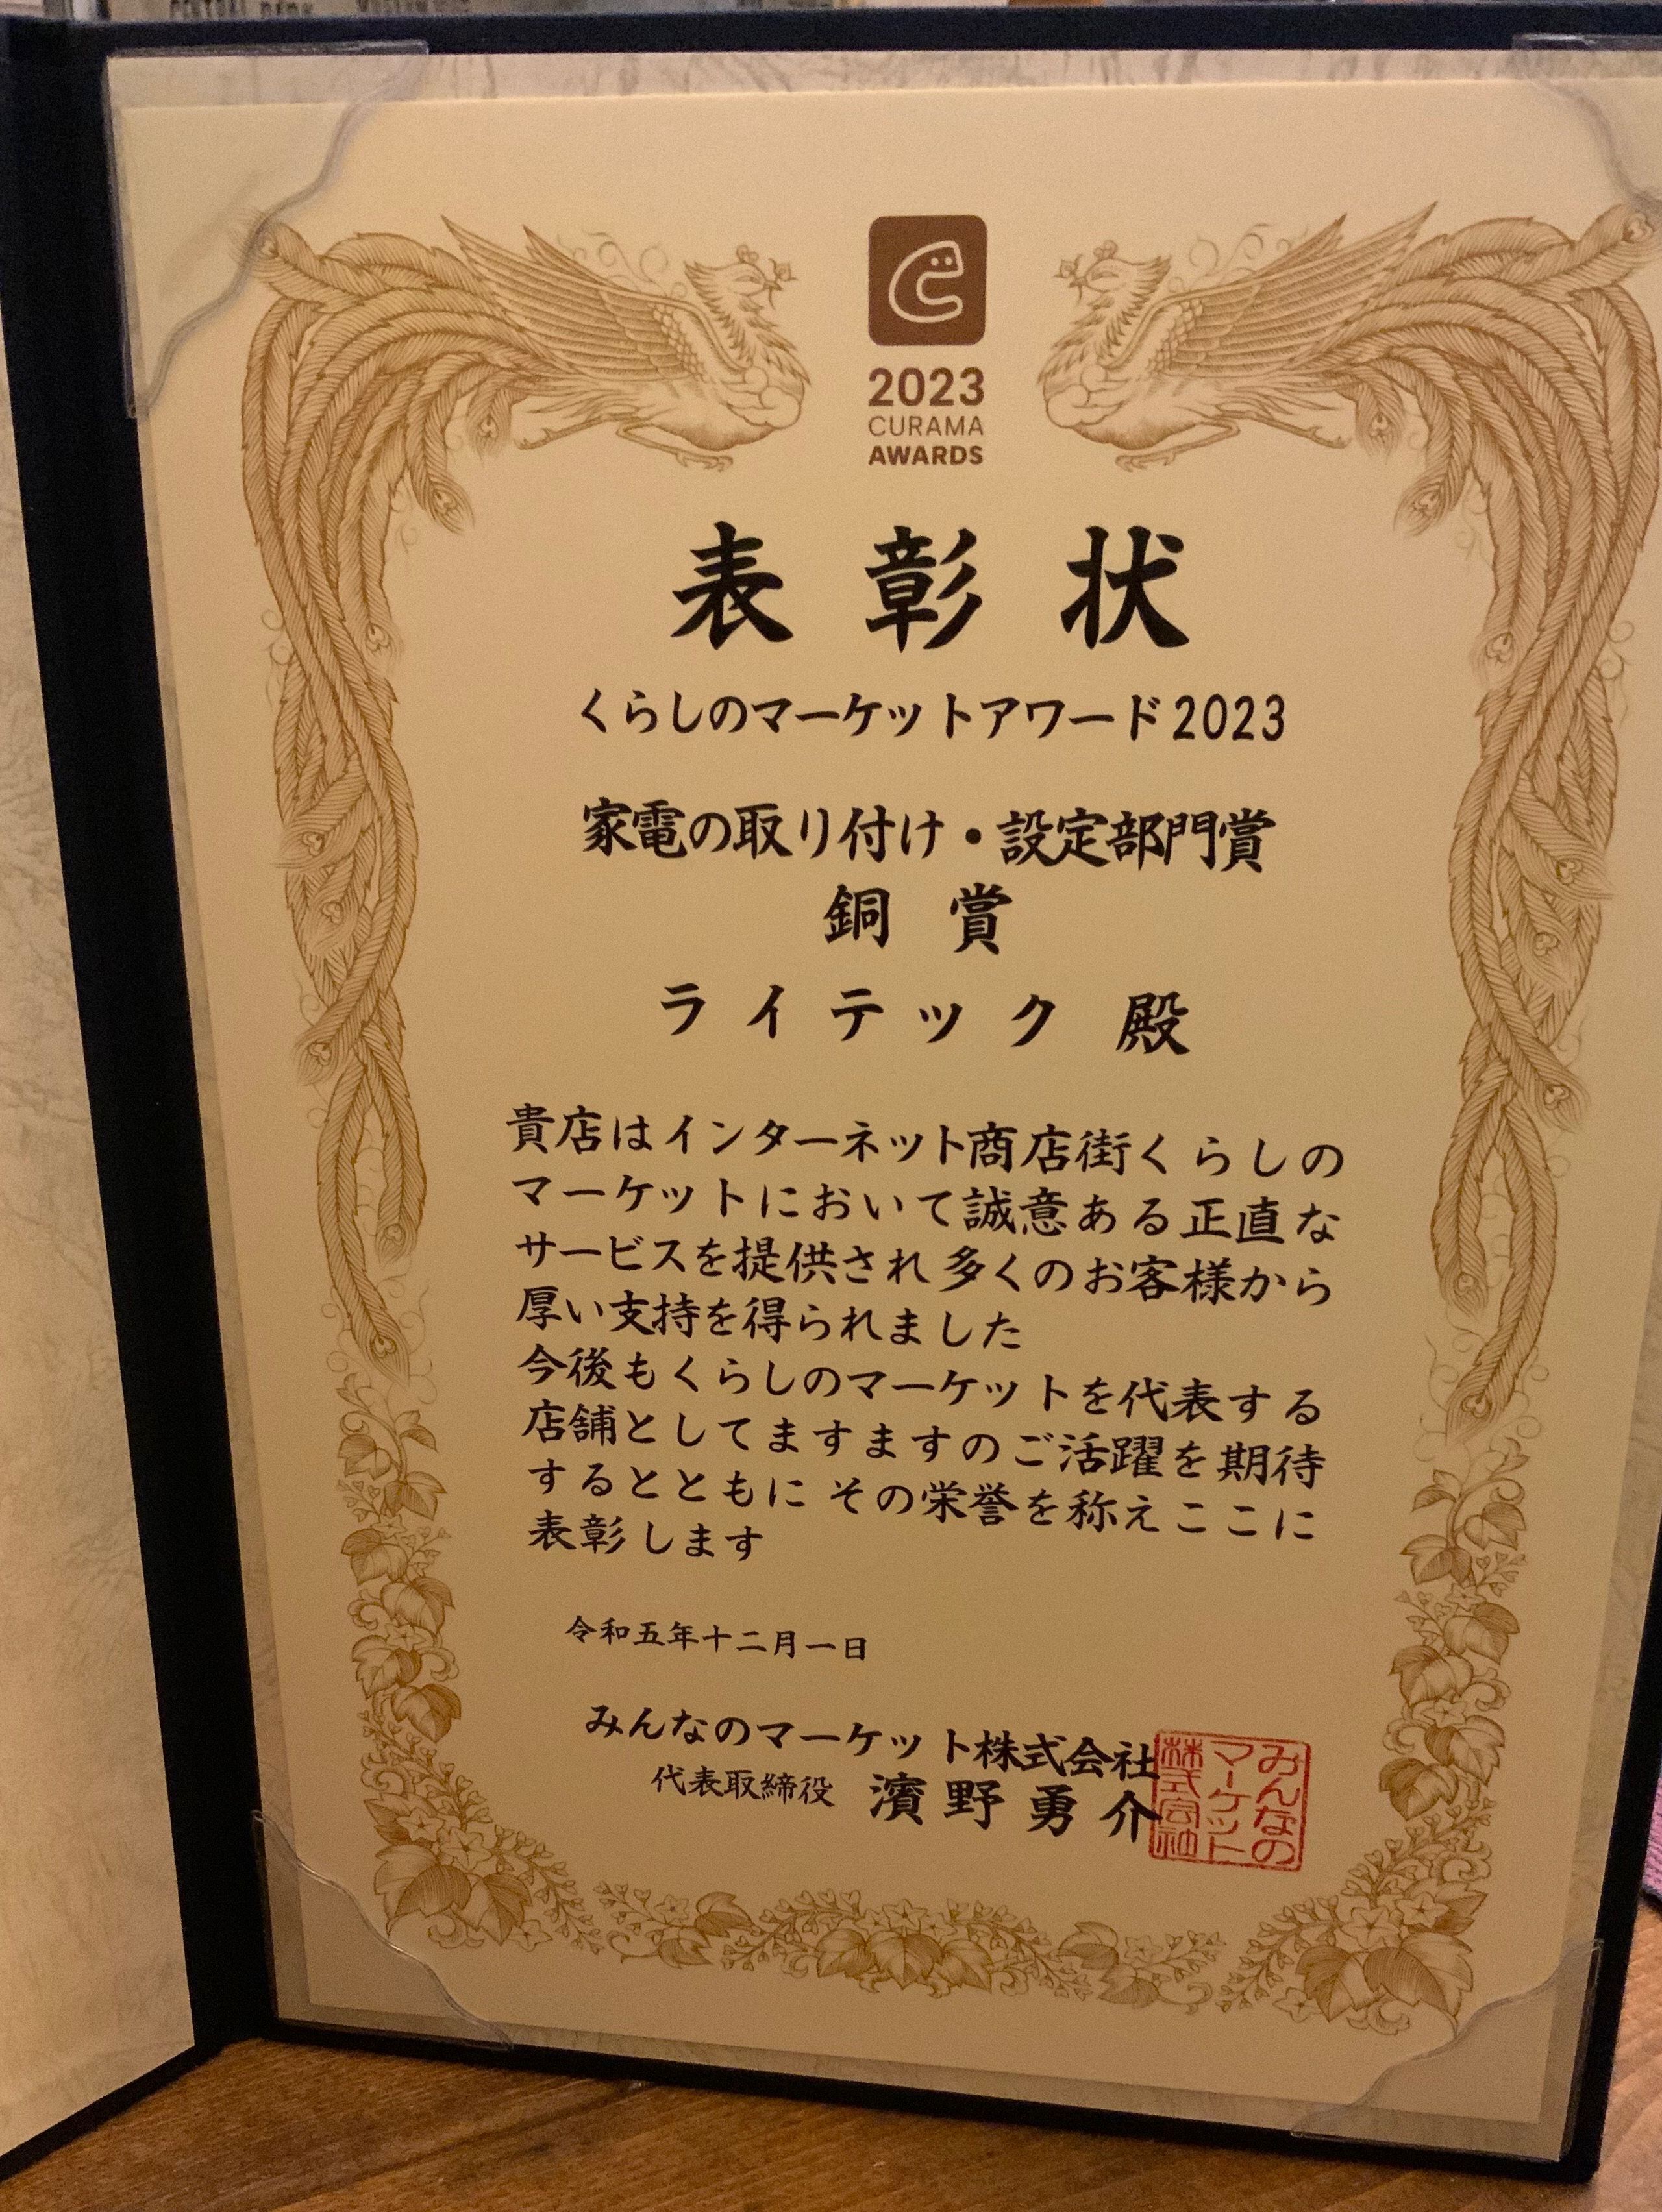 2023
CURAMA
AWARDS
表彰状
くらしのマーケットアワード2023
家電の取り付け・設定部門賞
銅賞
ライテック 殿
貴店はインターネット商店街くらしの
マーケットにおいて誠意ある正直な
サービスを提供され 多くのお客様から
厚い支持を得られました
今後もくらしのマーケットを代表する
店舗としてますますのご活躍を期待
するとともに その栄誉を称えここに
表彰します
令和五年十二月一日
みんなのマーケット株式会社
代表取締役 濱野勇介
みんなの
マーケット
株式会社